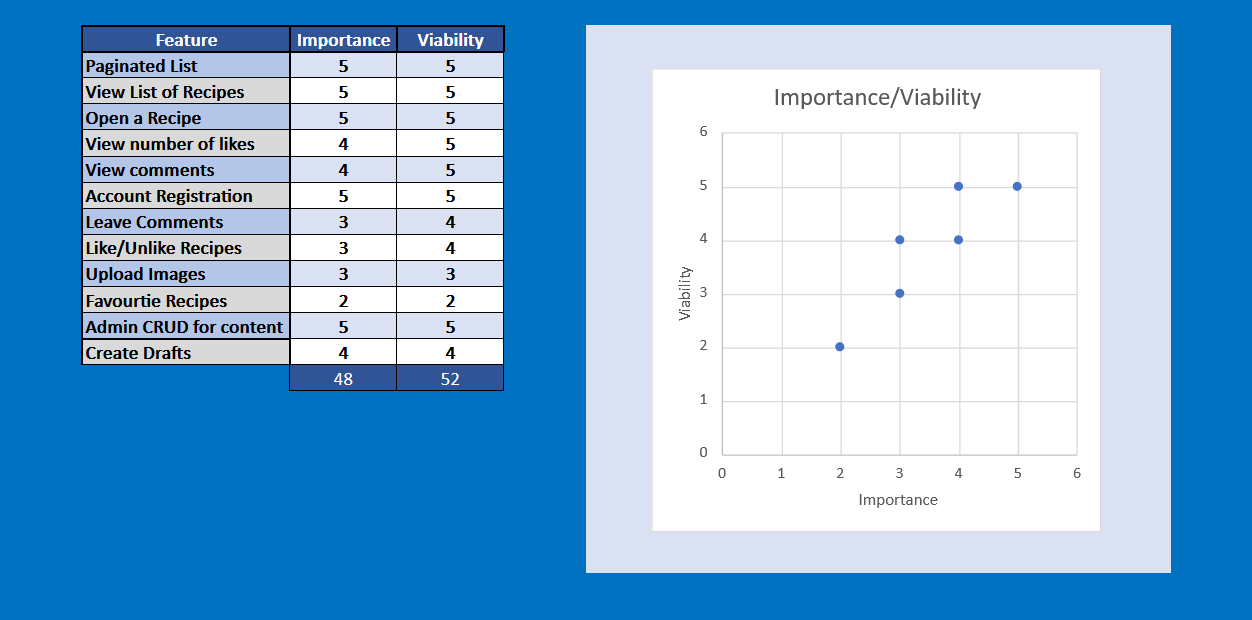 Feature Importance Viability
Paginated List 5 5
View List of Recipes 5 5
Open a Recipe 5 5
View number of likes 4 5
View comments 4 5
Account Registration 5 5
Leave Comments 3 4
Like/Unlike Recipes 3 4
Upload Images 3 3
Favourtie Recipes 2 2
Admin CRUD for content 5 5
Create Drafts 4 4
48 52
Importance/Viability
6
5
4
3
2
1
0
Viability
0 1 2 3 4 5 6
Importance